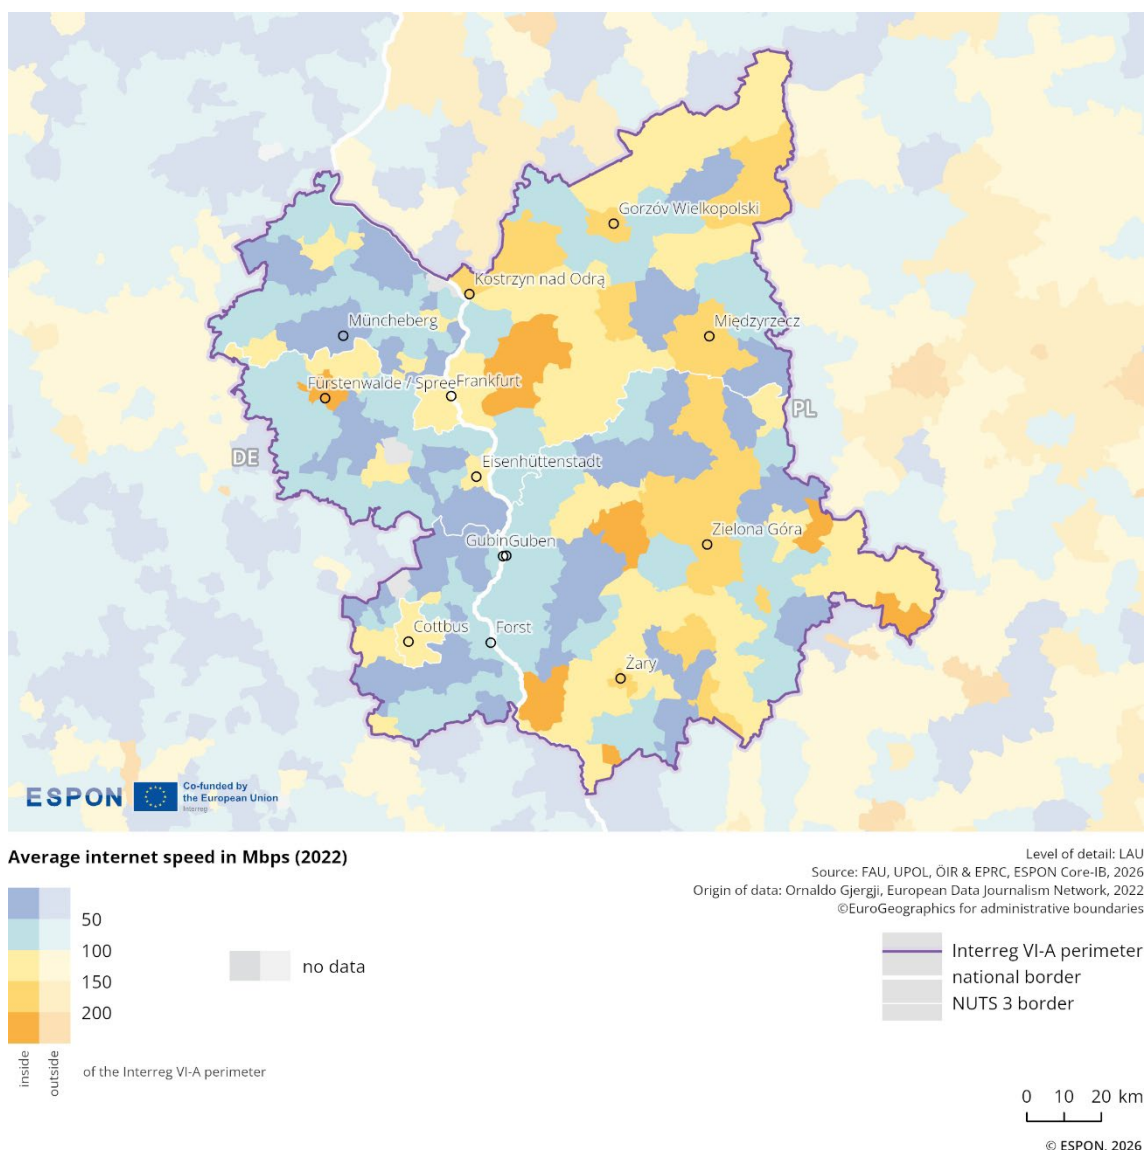 Gorzóv Wielkopolski
Kostrzyn nad Odrą
Müncheberg
Międzyrzecz
Fürstenwalde / Spree
Frankfurt
PL
DE
Eisenhüttenstadt
Zielona Góra
Gubin
Guben
Cottbus
Forst
Żary
ESPON
Co-funded by
the European Union
Interreg
Average internet speed in Mbps (2022)
50
100
150
200
inside
outside
of the Interreg VI-A perimeter
no data
Level of detail: LAU
Source: FAU, UPOL, ÖIR & EPRC, ESPON Core-IB, 2026
Origin of data: Ornaldo Gjergji, European Data Journalism Network, 2022
©EuroGeographics for administrative boundaries
Interreg VI-A perimeter
national border
NUTS 3 border
0 10 20 km
© ESPON, 2026